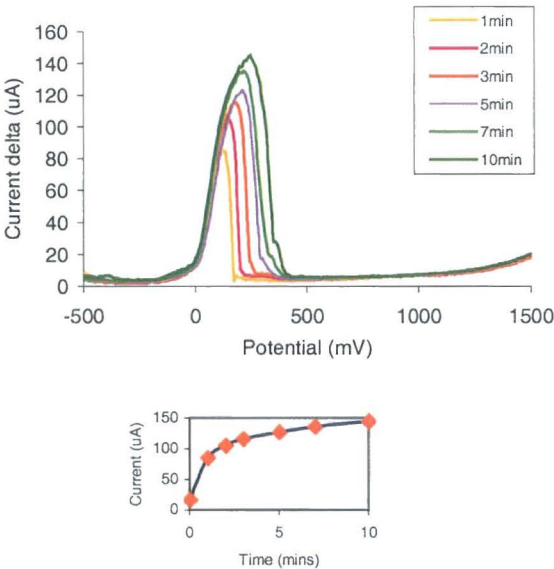 160
140
120
100
80
60
40
20
0
Current delta (uA)
-500 0 500 1000 1500
Potential (mV)
1min
2min
3min
5min
7min
10min
150
100
50
0
Current (uA)
0 5 10
Time (mins)